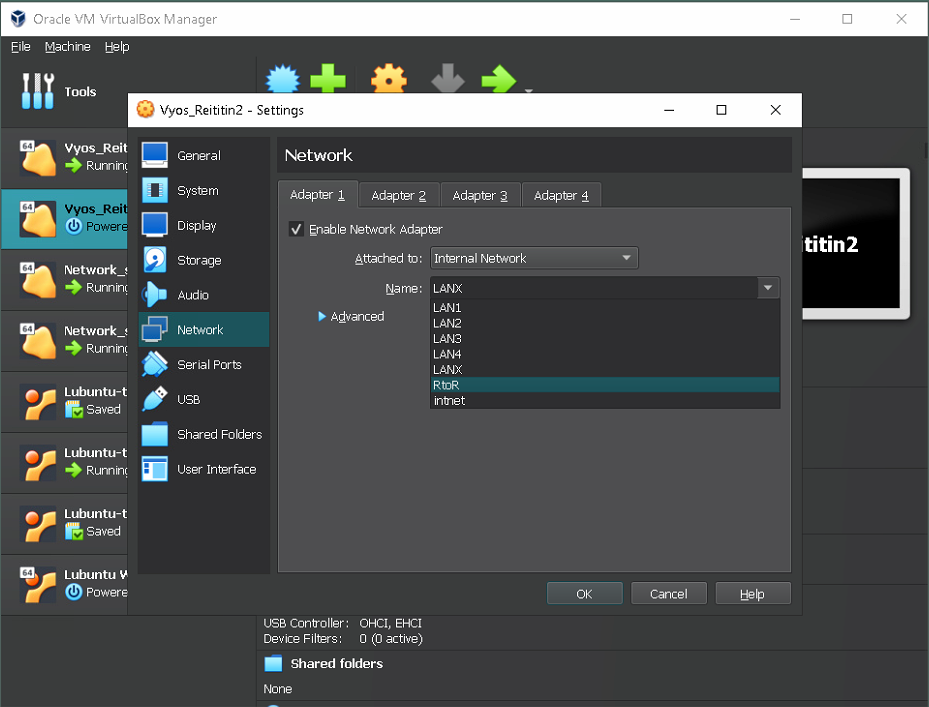 Oracle VM VirtualBox Manager
File Machine Help
Tools
Vyos_Reititin2 - Settings
64 Vyos_Reit
Running
64 Vyos_Reit
Powere
64 Network_s
Running
64 Network_s
Running
Lubuntu-t
Saved
Lubuntu-t
Running
Lubuntu-t
Saved
64 Lubuntu W
Powere
General
System
Display
Storage
Audio
Network
Serial Ports
USB
Shared Folders
User Interface
Network
Adapter 1 Adapter 2 Adapter 3 Adapter 4
Enable Network Adapter
Attached to: Internal Network
Name: LANX
Advanced
LAN1
LAN2
LAN3
LAN4
LANX
RtoR
intnet
OK Cancel Help
ititin2
USB Controller: OHCI, EHCI
Device Filters: 0 (0 active)
Shared folders
None